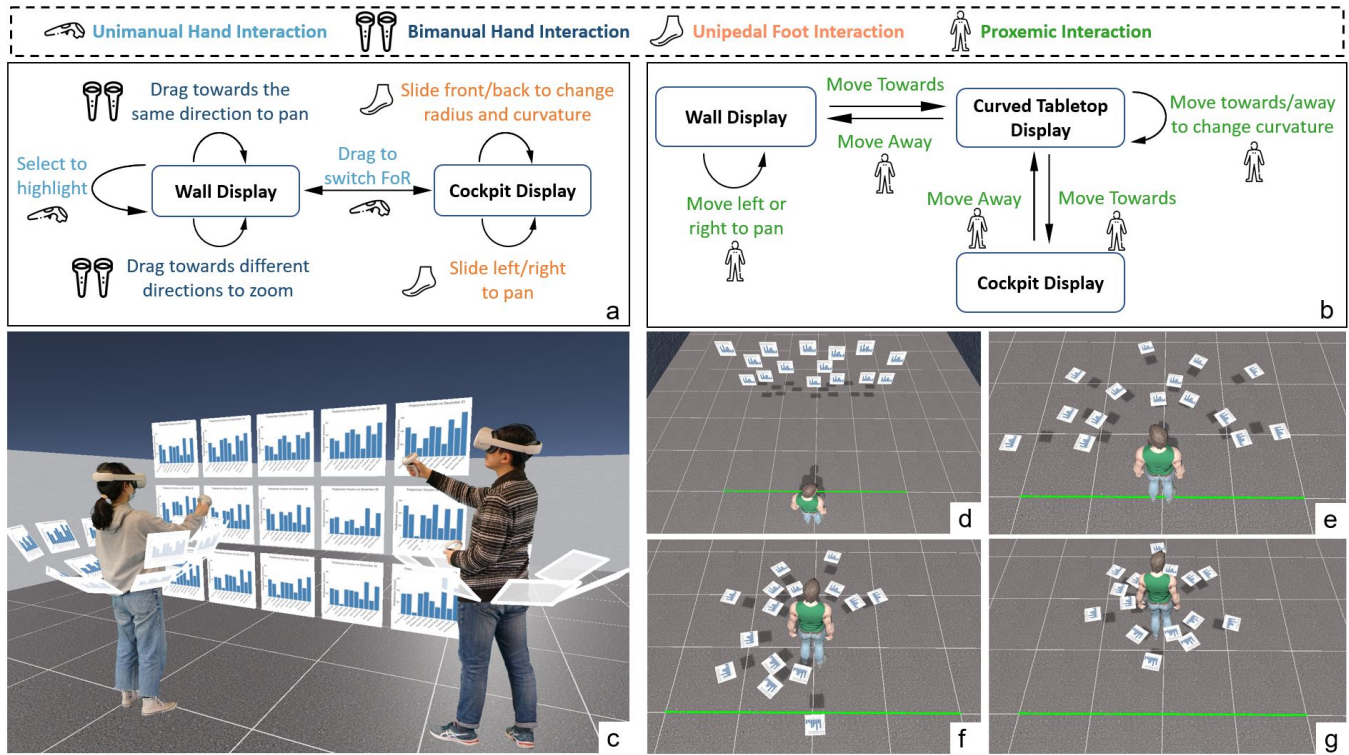 Unimanual Hand Interaction
Bimanual Hand Interaction
Unipedal Foot Interaction
Proxemic Interaction
Drag towards the
same direction to pan
Slide front/back to change
radius and curvature
Select to
highlight
Wall Display
Drag to
switch FoR
Cockpit Display
Drag towards different
directions to zoom
Slide left/right
to pan
a
Wall Display
Move Towards
Move Away
Curved Tabletop
Display
Move towards/away
to change curvature
Move left or
right to pan
Move Away
Move Towards
Cockpit Display
b
c
d
e
f
g